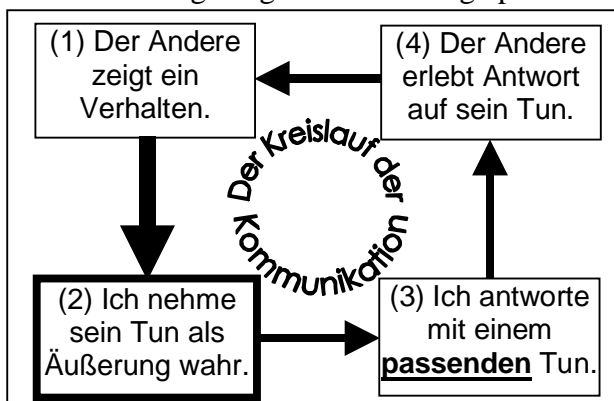 (1) Der Andere
zeigt ein
Verhalten.
(4) Der Andere
erlebt Antwort
auf sein Tun.
Der Kreislauf der
Kommunikation
(2) Ich nehme
sein Tun als
Äußerung wahr.
(3) Ich antworte
mit einem
passenden Tun.